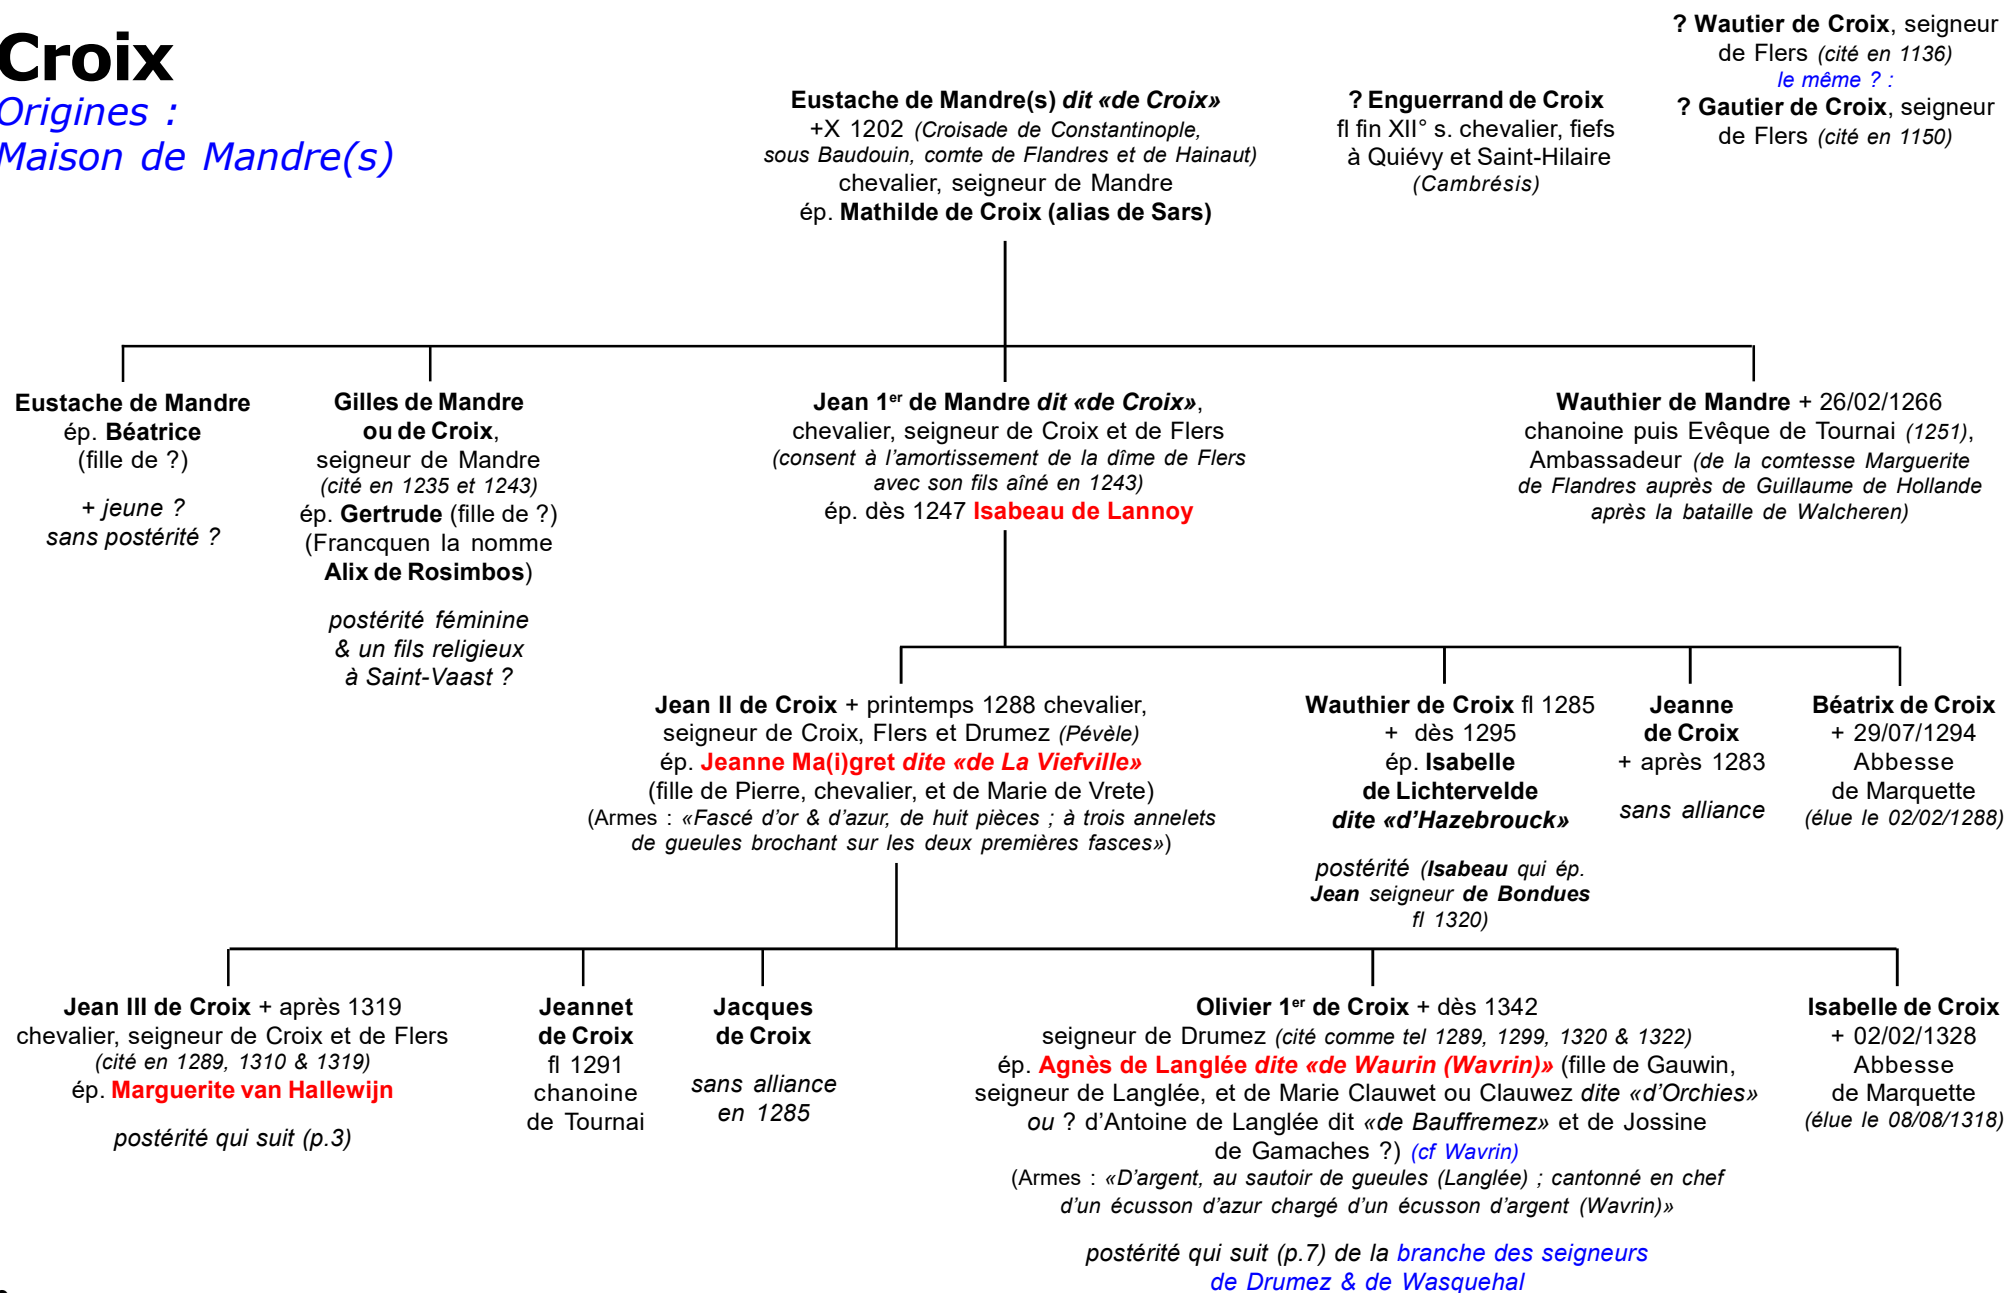 Croix
Origines :
Maison de Mandre(s)
? Wautier de Croix, seigneur
de Flers (cité en 1136)
le même ? :
? Gautier de Croix, seigneur
de Flers (cité en 1150)
Eustache de Mandre(s) dit «de Croix»
+X 1202 (Croisade de Constantinople,
sous Baudouin, comte de Flandres et de Hainaut)
chevalier, seigneur de Mandre
ép. Mathilde de Croix (alias de Sars)
? Enguerrand de Croix
fl fin XII° s. chevalier, fiefs
à Quiévy et Saint-Hilaire
(Cambrésis)
Eustache de Mandre
ép. Béatrice
(fille de ?)
+ jeune ?
sans postérité ?
Gilles de Mandre
ou de Croix,
seigneur de Mandre
(cité en 1235 et 1243)
ép. Gertrude (fille de ?)
(Francquen la nomme
Alix de Rosimbos)
postérité féminine
& un fils religieux
à Saint-Vaast ?
Jean 1er de Mandre dit «de Croix»,
chevalier, seigneur de Croix et de Flers
(consent à l'amortissement de la dîme de Flers
avec son fils aîné en 1243)
ép. dès 1247 Isabeau de Lannoy
Wauthier de Mandre + 26/02/1266
chanoine puis Evêque de Tournai (1251),
Ambassadeur (de la comtesse Marguerite
de Flandres auprès de Guillaume de Hollande
après la bataille de Walcheren)
Jean II de Croix + printemps 1288 chevalier,
seigneur de Croix, Flers et Drumez (Pévèle)
ép. Jeanne Ma(i)gret dite «de La Viefville»
(fille de Pierre, chevalier, et de Marie de Vrete)
(Armes : «Fascé d'or & d'azur, de huit pièces ; à trois annelets
de gueules brochant sur les deux premières fasces»)
Wauthier de Croix fl 1285
+ dès 1295
ép. Isabelle
de Lichtervelde
dite «d'Hazebrouck»
postérité (Isabeau qui ép.
Jean seigneur de Bondues
fl 1320)
Jeanne
de Croix
+ après 1283
sans alliance
Béatrix de Croix
+ 29/07/1294
Abbesse
de Marquette
(élue le 02/02/1288)
Jean III de Croix + après 1319
chevalier, seigneur de Croix et de Flers
(cité en 1289, 1310 & 1319)
ép. Marguerite van Hallewijn
postérité qui suit (p.3)
Jeannet
de Croix
fl 1291
chanoine
de Tournai
Jacques
de Croix
sans alliance
en 1285
Olivier 1er de Croix + dès 1342
seigneur de Drumez (cité comme tel 1289, 1299, 1320 & 1322)
ép. Agnès de Langlée dite «de Waurin (Wavrin)» (fille de Gauwin,
seigneur de Langlée, et de Marie Clauwet ou Clauwez dite «d'Orchies»
ou ? d'Antoine de Langlée dit «de Bauffremez» et de Jossine
de Gamaches ?) (cf Wavrin)
(Armes : «D'argent, au sautoir de gueules (Langlée) ; cantonné en chef
d'un écusson d'azur chargé d'un écusson d'argent (Wavrin)»
postérité qui suit (p.7) de la branche des seigneurs
de Drumez & de Wasquehal
Isabelle de Croix
+ 02/02/1328
Abbesse
de Marquette
(élue le 08/08/1318)